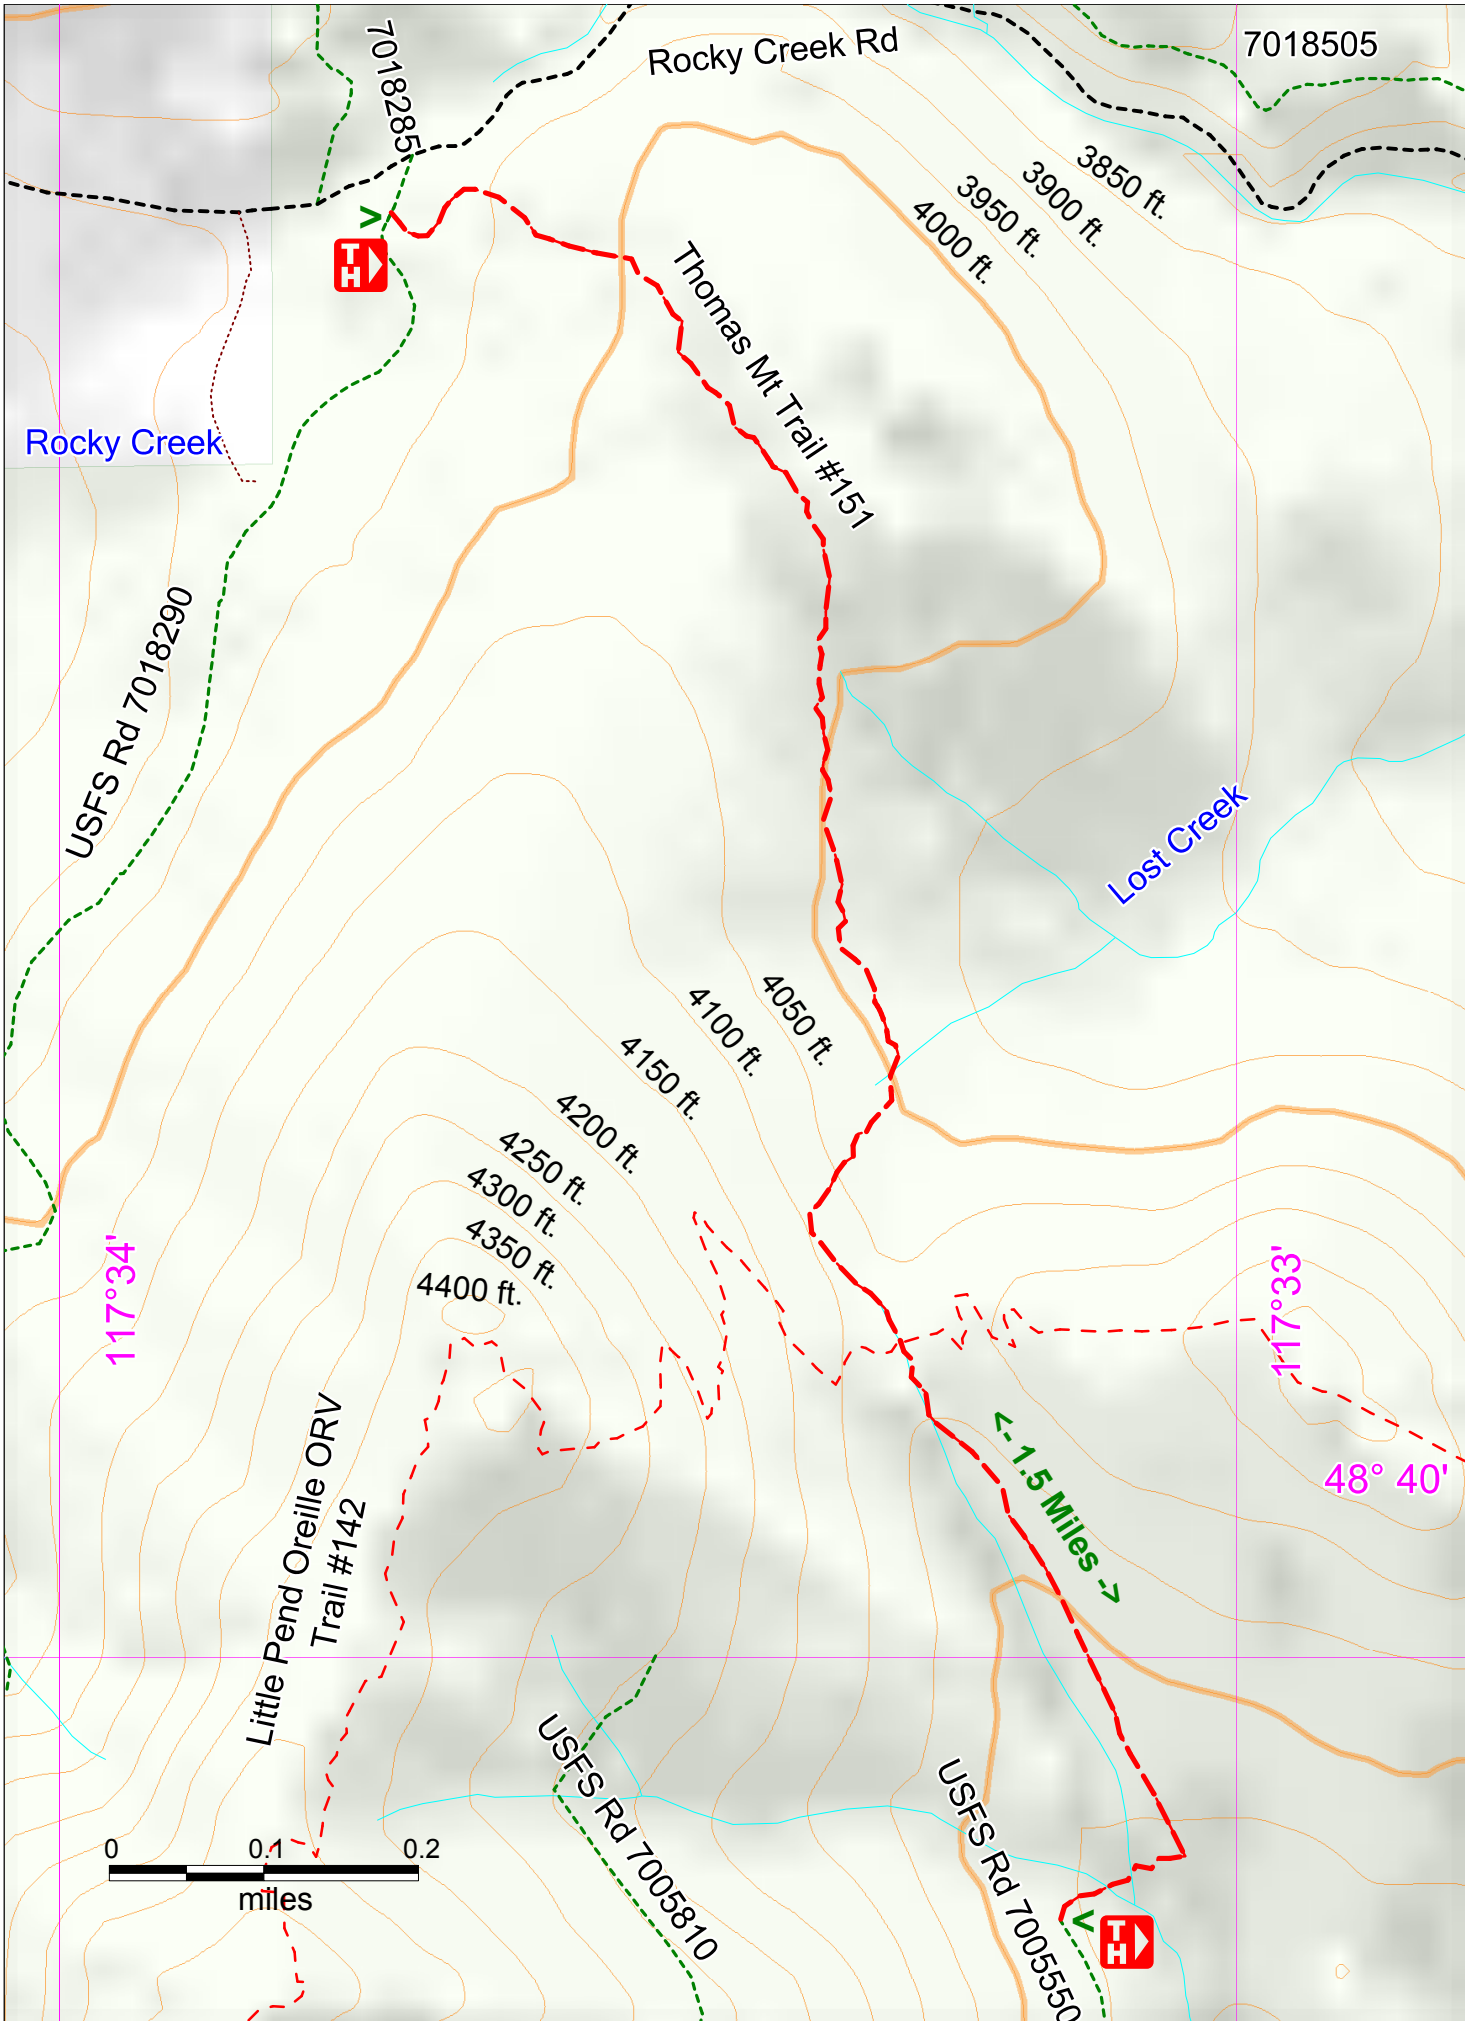 Rocky Creek Rd
7018505
7018285
3850 ft.
3900 ft.
3950 ft.
4000 ft.
>
TH
Thomas Mt Trail #151
Rocky Creek
USFS Rd 7018290
Lost Creek
4050 ft.
4100 ft.
4150 ft.
4200 ft.
4250 ft.
4300 ft.
4350 ft.
4400 ft.
117°34'
117°33'
48° 40'
<- 1.5 Miles ->
Little Pend Oreille ORV
Trail #142
USFS Rd 7005810
USFS Rd 7005550
0 0.1 0.2
miles
<
TH